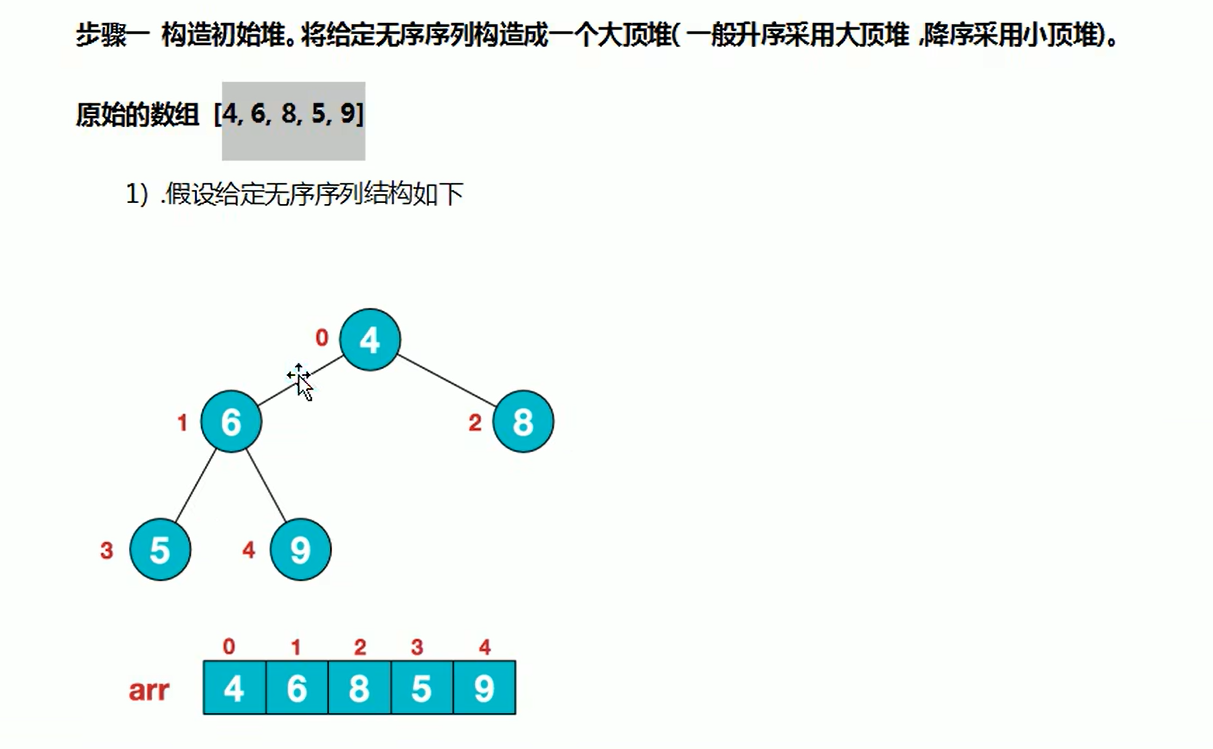 步骤一 构造初始堆。将给定无序序列构造成一个大顶堆( 一般升序采用大顶堆 ,降序采用小顶堆)。
原始的数组 [4, 6, 8, 5, 9]
1) .假设给定无序序列结构如下
0 4
1 6 2 8
3 5 4 9
0 1 2 3 4
arr 4 6 8 5 9